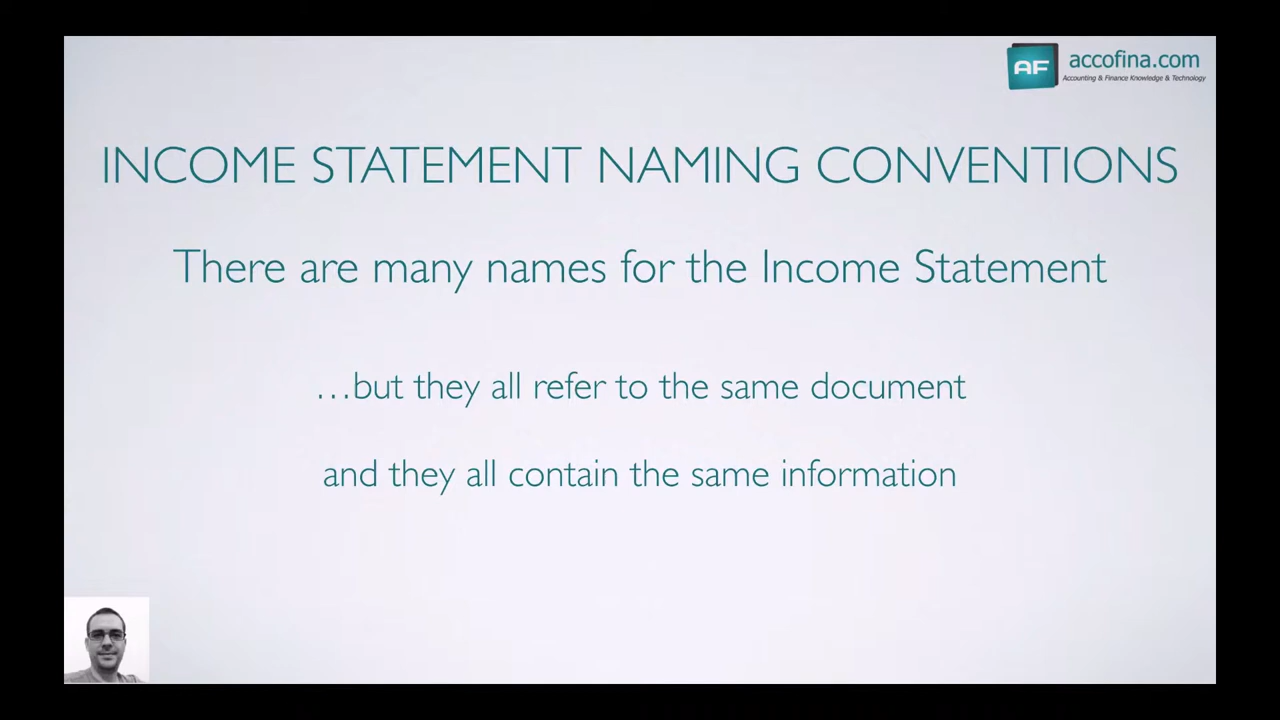 AF accofina.com
Accounting & Finance Knowledge & Technology
INCOME STATEMENT NAMING CONVENTIONS
There are many names for the Income Statement
…but they all refer to the same document
and they all contain the same information